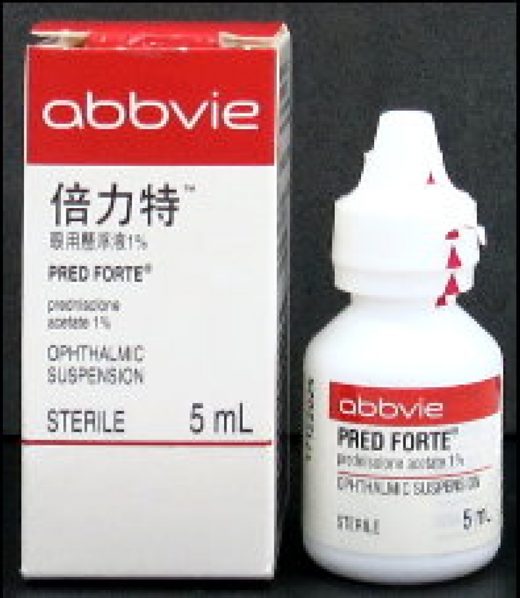 abbvie
倍力特™
眼用懸浮液1%
PRED FORTE®
prednisolone
acetate 1%
OPHTHALMIC
SUSPENSION
STERILE 5 mL
abbvie
PRED FORTE®
prednisolone acetate 1%
OPHTHALMIC SUSPENSION
STERILE 5 mL